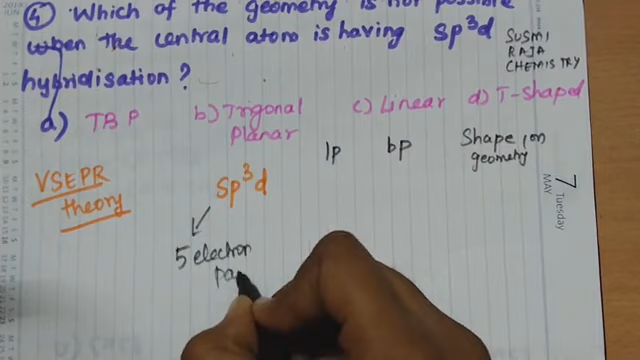 4) Which of the geometry is not possible
when the central atom is having sp³d
hybridisation ?
SUSMI
RAJA
CHEMISTRY
a) TBP b) Trigonal planar c) Linear d) T-shaped
VSEPR theory
sp³d
lp bp Shape (or) geometry
5 electron
pa
7 Tuesday
MAY